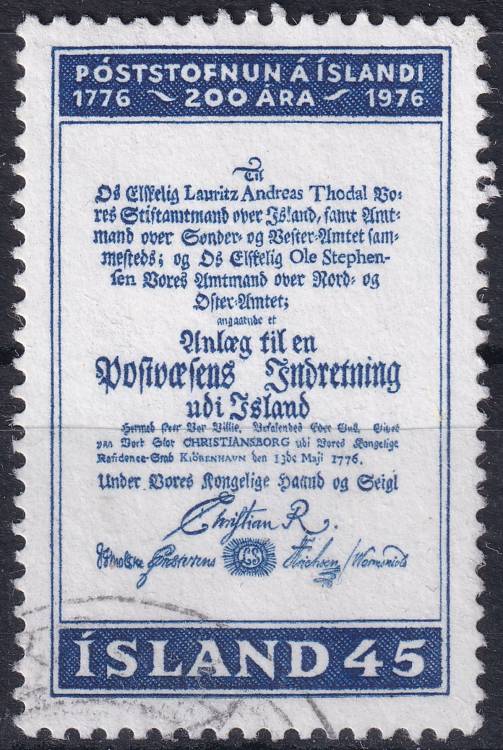 PÓSTSTOFNUN Á ÍSLANDI
1776 ~ 200 ÁRA ~ 1976
Til
Os Elskelig Lauritz Andreas Thodal Vo-
res Stiftamtmand over Island, samt Amt-
mand over Sønder- og Vester-Amtet sam-
mesteds; og Os Elskelig Ole Stephen-
sen Vores Amtmand over Nord- og
Øster-Amtet;
angaaende et
Anlæg til en
Postvæsens Indretning
udi Island
Hermed skeer Vor Villie, Befalendes Eder Gud. Givet
paa Vort Slot CHRISTIANSBORG udi Vores Kongelige
Residence-Stad KIØBENHAVN den 13de Maji 1776.
Under Vores Kongelige Haand og Seigl
Christian R.
ÍSLAND 45